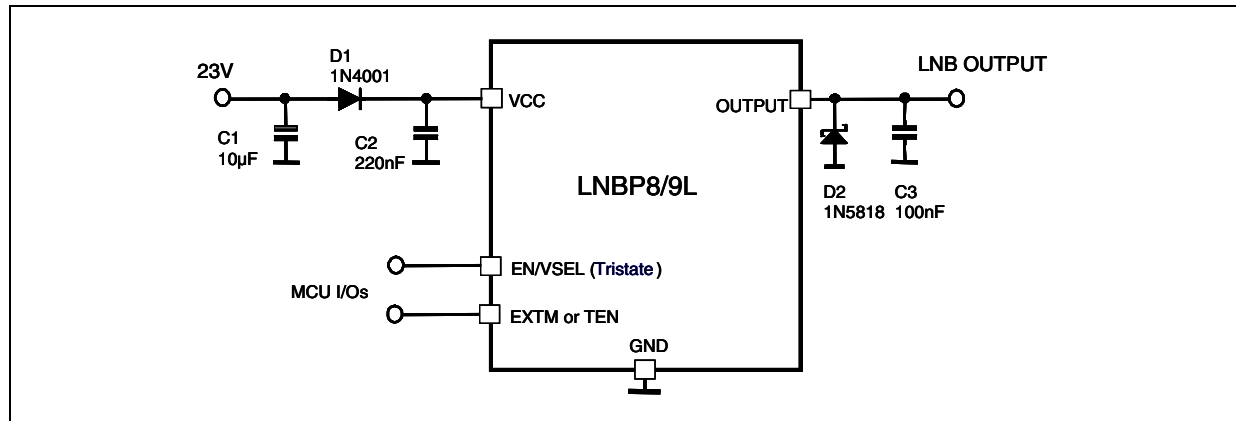 D1
1N4001
23V
LNB OUTPUT
VCC
OUTPUT
C1
10µF
C2
220nF
LNBP8/9L
D2
1N5818
C3
100nF
EN/VSEL (Tristate)
MCU I/Os
EXTM or TEN
GND